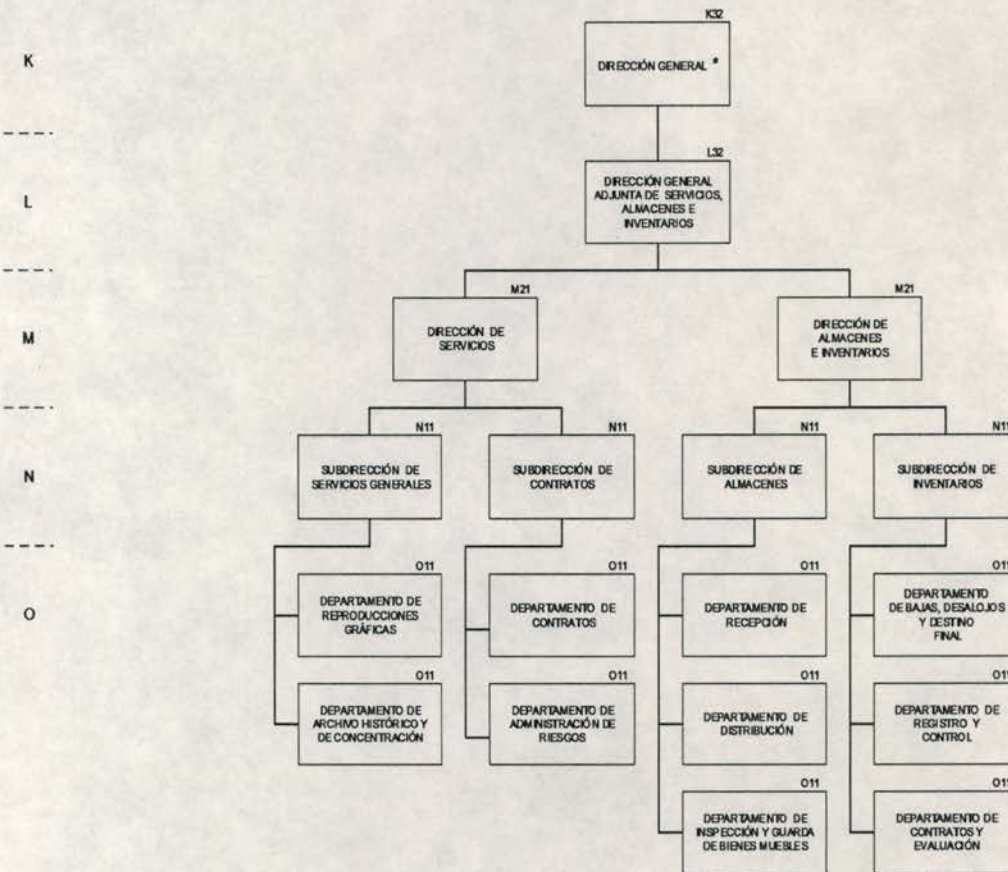 K
K32
DIRECCIÓN GENERAL *
L
L32
DIRECCIÓN GENERAL
ADJUNTA DE SERVICIOS,
ALMACENES E
INVENTARIOS
M
M21
DIRECCIÓN DE
SERVICIOS
M21
DIRECCIÓN DE
ALMACENES
E INVENTARIOS
N
N11
SUBDIRECCIÓN DE
SERVICIOS GENERALES
N11
SUBDIRECCIÓN DE
CONTRATOS
N11
SUBDIRECCIÓN DE
ALMACENES
N11
SUBDIRECCIÓN DE
INVENTARIOS
O
O11
DEPARTAMENTO DE
REPRODUCCIONES
GRÁFICAS
O11
DEPARTAMENTO DE
CONTRATOS
O11
DEPARTAMENTO DE
RECEPCIÓN
O11
DEPARTAMENTO
DE BAJAS, DESALOJOS
Y DESTINO
FINAL
O11
DEPARTAMENTO DE
ARCHIVO HISTÓRICO Y
DE CONCENTRACIÓN
O11
DEPARTAMENTO DE
ADMINISTRACIÓN DE
RIESGOS
O11
DEPARTAMENTO DE
DISTRIBUCIÓN
O11
DEPARTAMENTO DE
REGISTRO Y
CONTROL
O11
DEPARTAMENTO DE
INSPECCIÓN Y GUARDA
DE BIENES MUEBLES
O11
DEPARTAMENTO DE
CONTRATOS Y
EVALUACIÓN